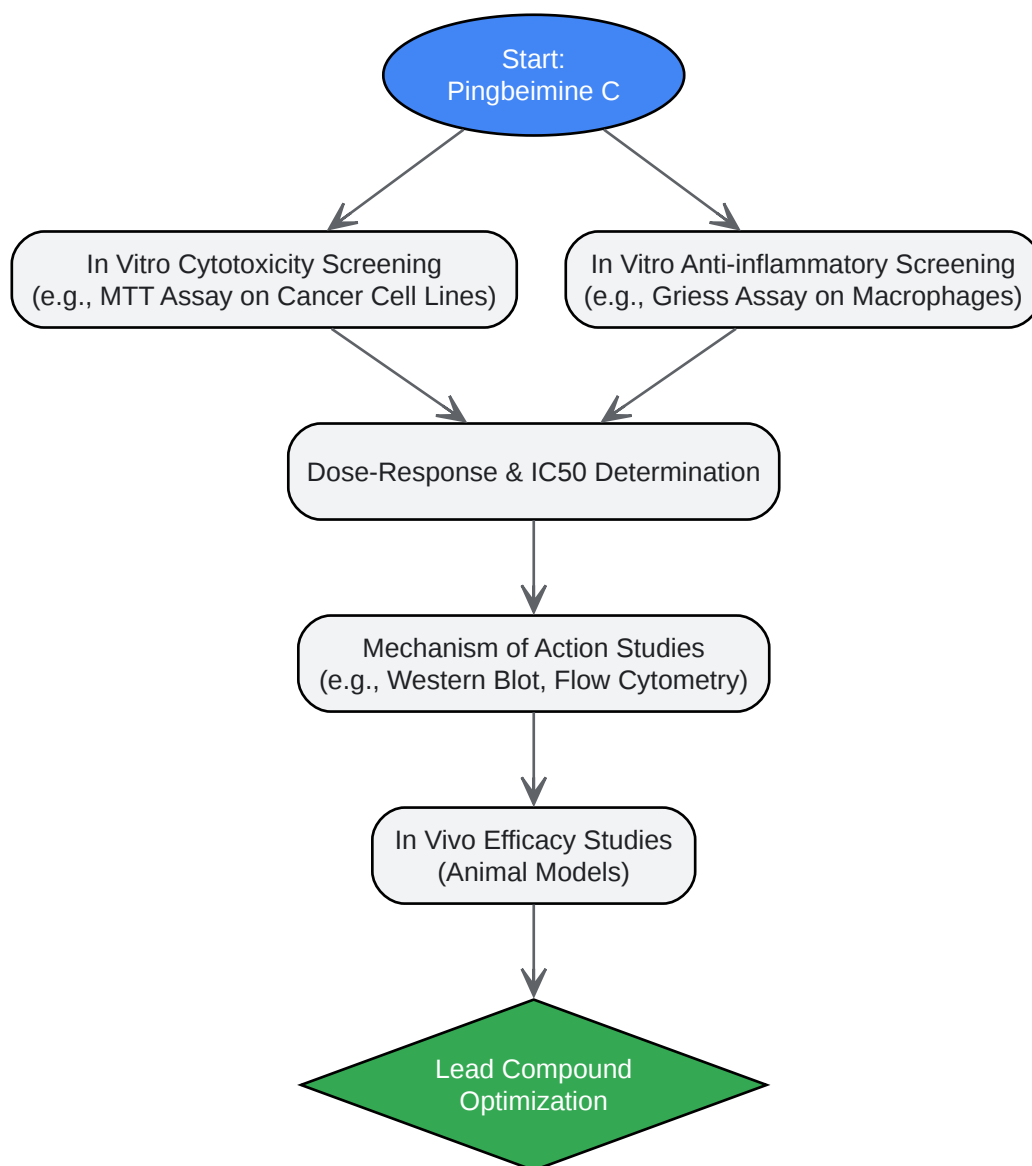 Start:
Pingbeimine C
In Vitro Cytotoxicity Screening
(e.g., MTT Assay on Cancer Cell Lines)
In Vitro Anti-inflammatory Screening
(e.g., Griess Assay on Macrophages)
Dose-Response & IC50 Determination
Mechanism of Action Studies
(e.g., Western Blot, Flow Cytometry)
In Vivo Efficacy Studies
(Animal Models)
Lead Compound
Optimization